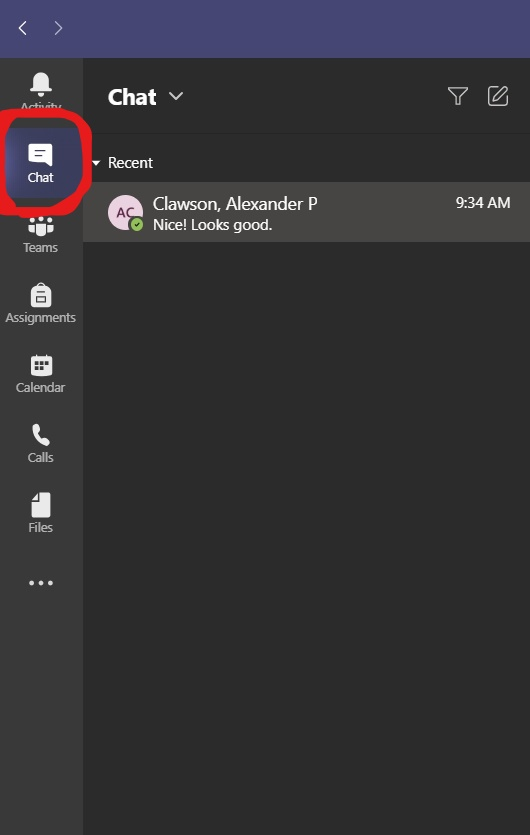 Activity
Chat
Teams
Assignments
Calendar
Calls
Files
Chat
Recent
AC
Clawson, Alexander P
9:34 AM
Nice! Looks good.